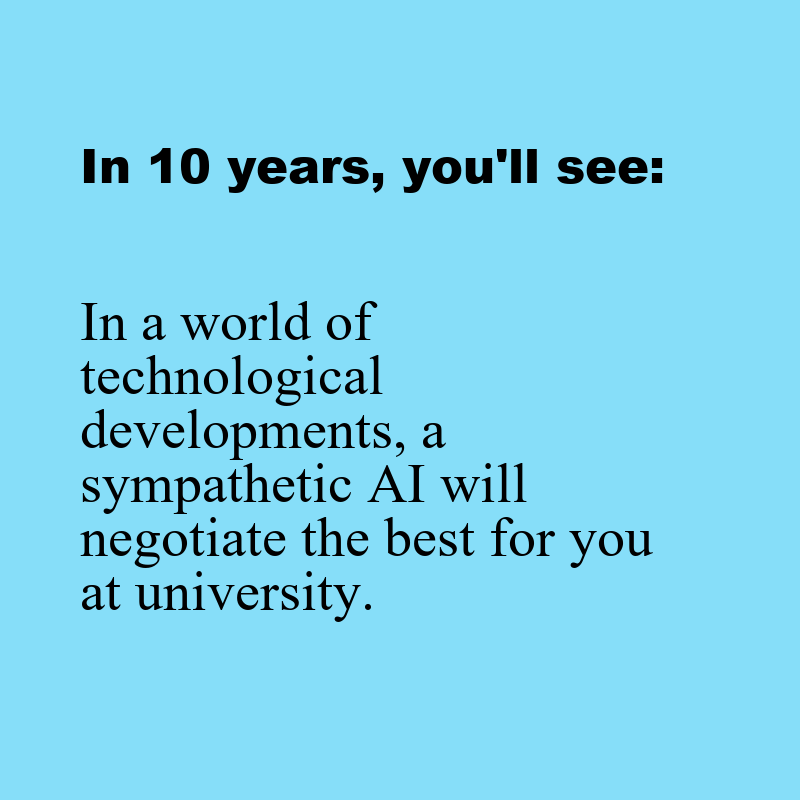 In 10 years, you'll see:
In a world of
technological
developments, a
sympathetic AI will
negotiate the best for you
at university.